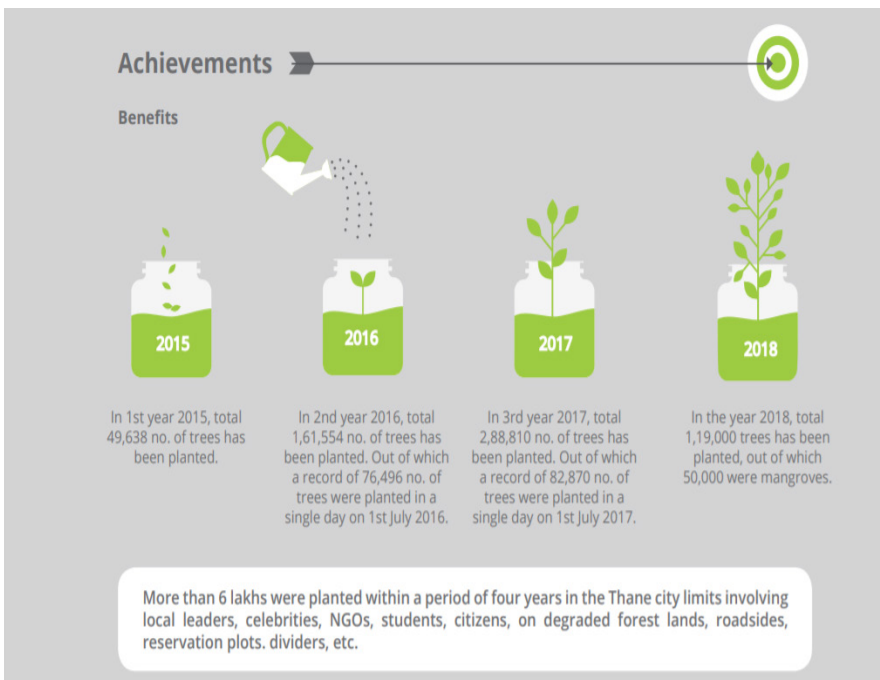 Achievements
Benefits
2015
2016
2017
2018
In 1st year 2015, total
49,638 no. of trees has
been planted.
In 2nd year 2016, total
1,61,554 no. of trees has
been planted. Out of which
a record of 76,496 no. of
trees were planted in a
single day on 1st July 2016.
In 3rd year 2017, total
2,88,810 no. of trees has
been planted. Out of which
a record of 82,870 no. of
trees were planted in a
single day on 1st July 2017.
In the year 2018, total
1,19,000 trees has been
planted, out of which
50,000 were mangroves.
More than 6 lakhs were planted within a period of four years in the Thane city limits involving
local leaders, celebrities, NGOs, students, citizens, on degraded forest lands, roadsides,
reservation plots. dividers, etc.